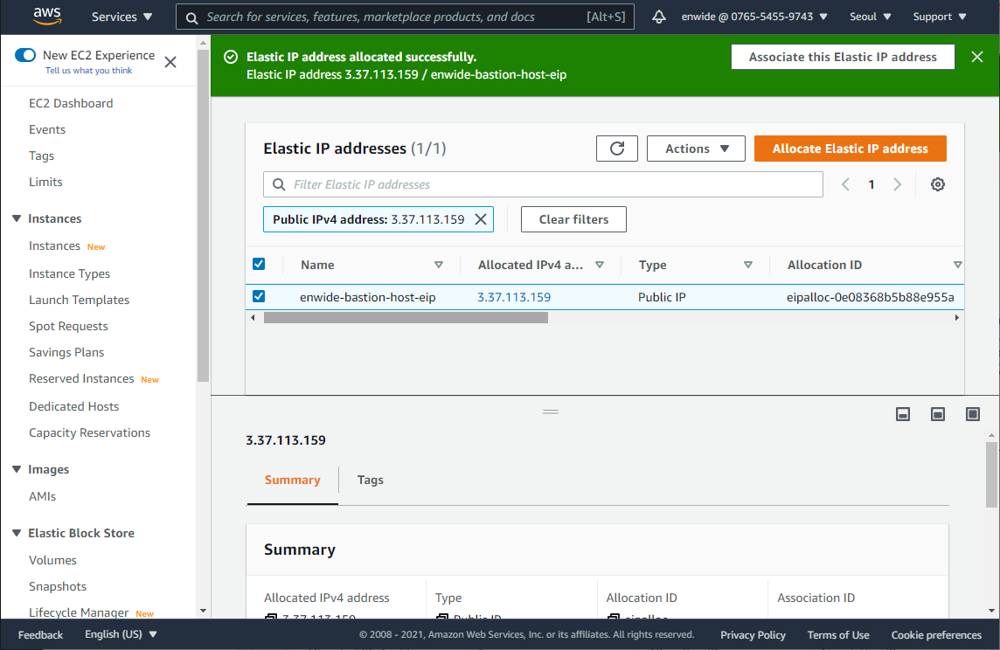 aws
Services
Search for services, features, marketplace products, and docs
[Alt+S]
enwide @ 0765-5455-9743
Seoul
Support
New EC2 Experience
Tell us what you think
EC2 Dashboard
Events
Tags
Limits
Instances
Instances New
Instance Types
Launch Templates
Spot Requests
Savings Plans
Reserved Instances New
Dedicated Hosts
Capacity Reservations
Images
AMIs
Elastic Block Store
Volumes
Snapshots
Lifecycle Manager New
Elastic IP address allocated successfully.
Elastic IP address 3.37.113.159 / enwide-bastion-host-eip
Associate this Elastic IP address
Elastic IP addresses (1/1)
Actions
Allocate Elastic IP address
Filter Elastic IP addresses
1
Public IPv4 address: 3.37.113.159
Clear filters
Name
Allocated IPv4 a...
Type
Allocation ID
enwide-bastion-host-eip
3.37.113.159
Public IP
eipalloc-0e08368b5b88e955a
3.37.113.159
Summary
Tags
Summary
Allocated IPv4 address
Type
Allocation ID
Association ID
3.37.113.159
Public IP
eipalloc-
Feedback
English (US)
© 2008 - 2021, Amazon Web Services, Inc. or its affiliates. All rights reserved.
Privacy Policy
Terms of Use
Cookie preferences